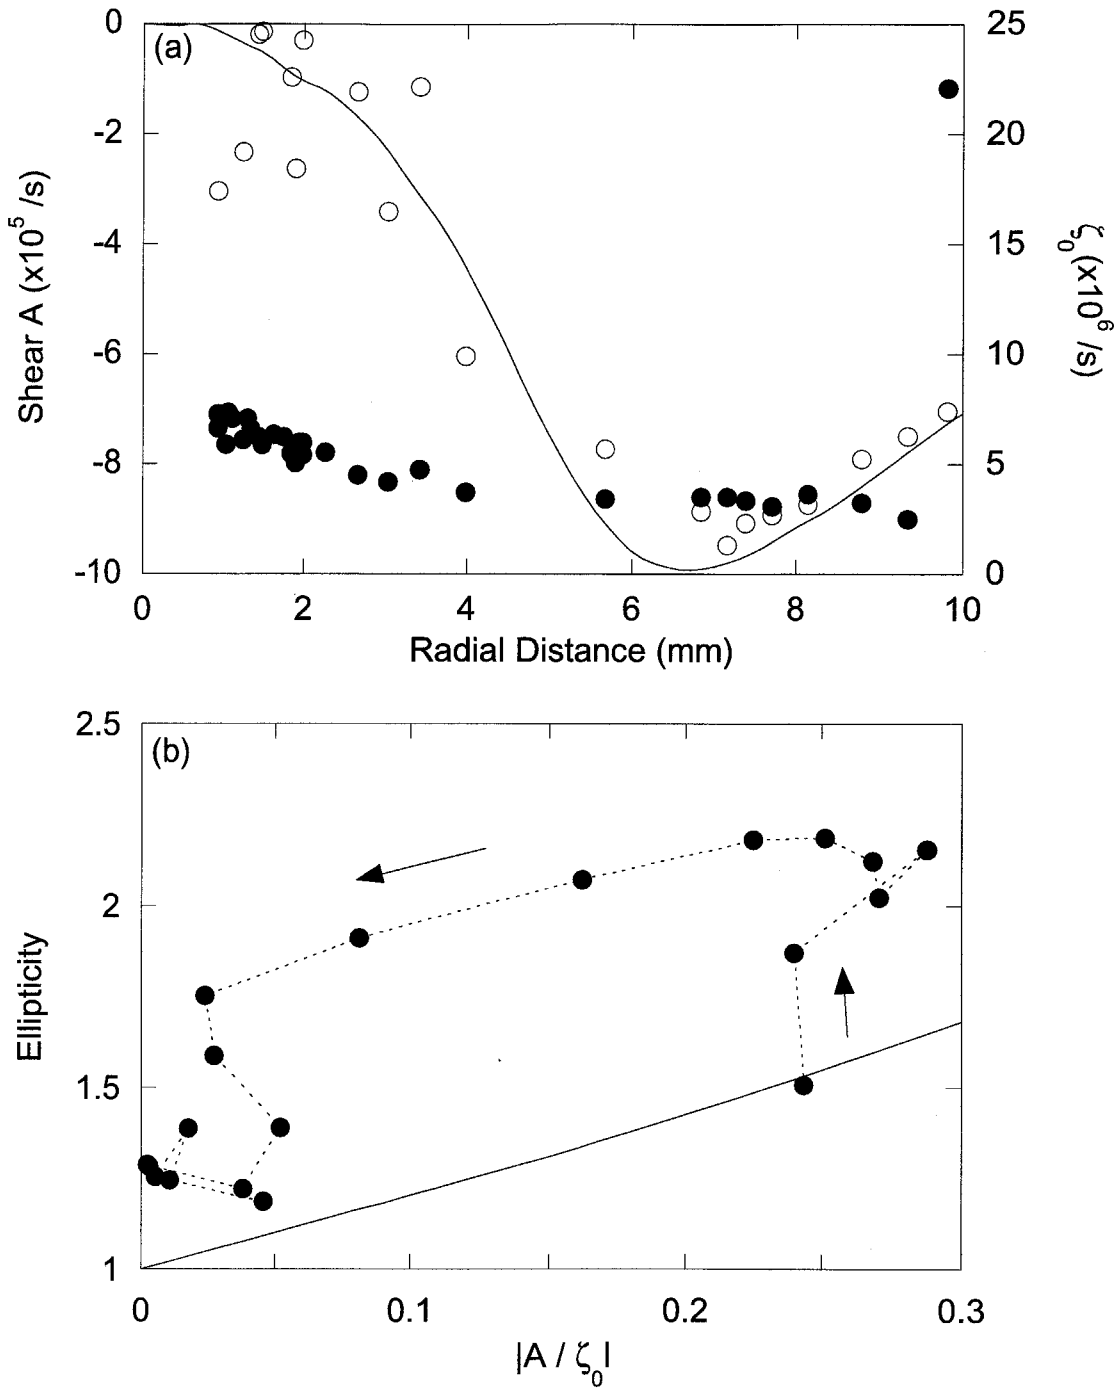 (a)
0
-2
-4
-6
-8
-10
Shear A (x10⁵ /s)
25
20
15
10
5
0
ζ₀ (x10⁶ /s)
0 2 4 6 8 10
Radial Distance (mm)
(b)
2.5
2
1.5
1
Ellipticity
0 0.1 0.2 0.3
|A / ζ₀|